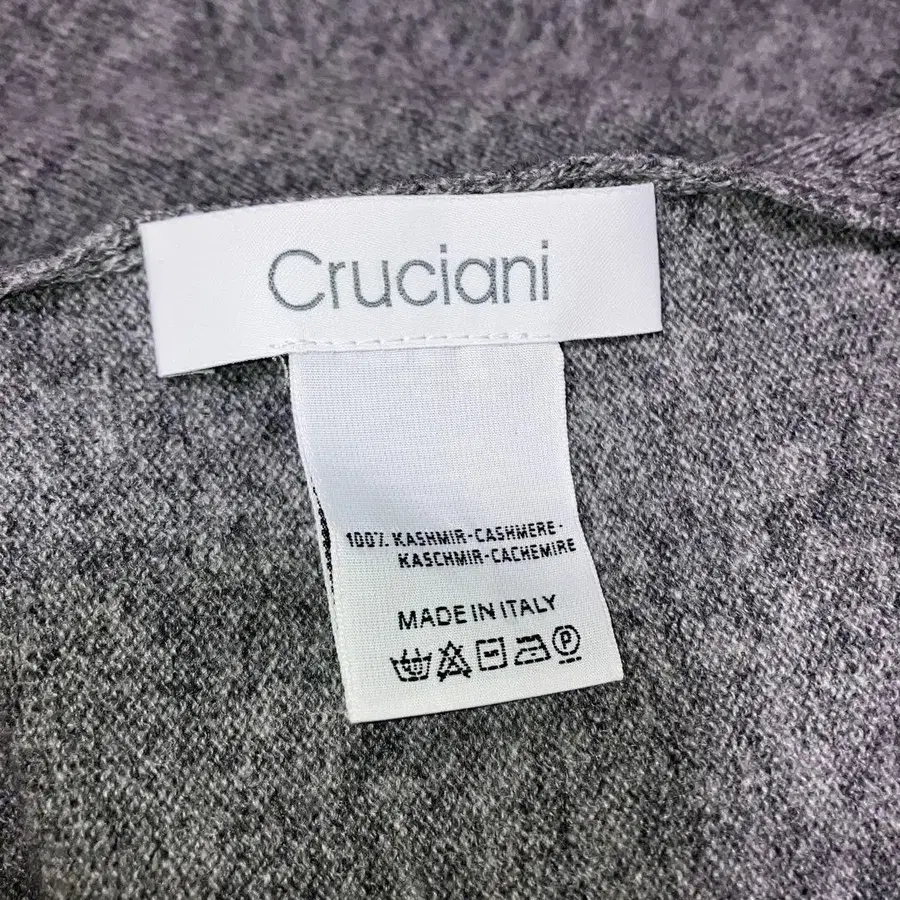 Cruciani
100% KASHMIR-CASHMERE-
KASCHMIR-CACHEMIRE
MADE IN ITALY
P